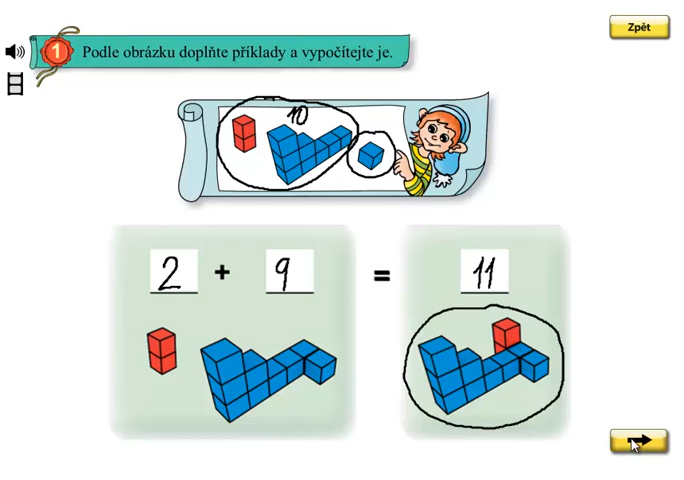 Zpět
1 Podle obrázku doplňte příklady a vypočítejte je.
10
2 + 9 = 11